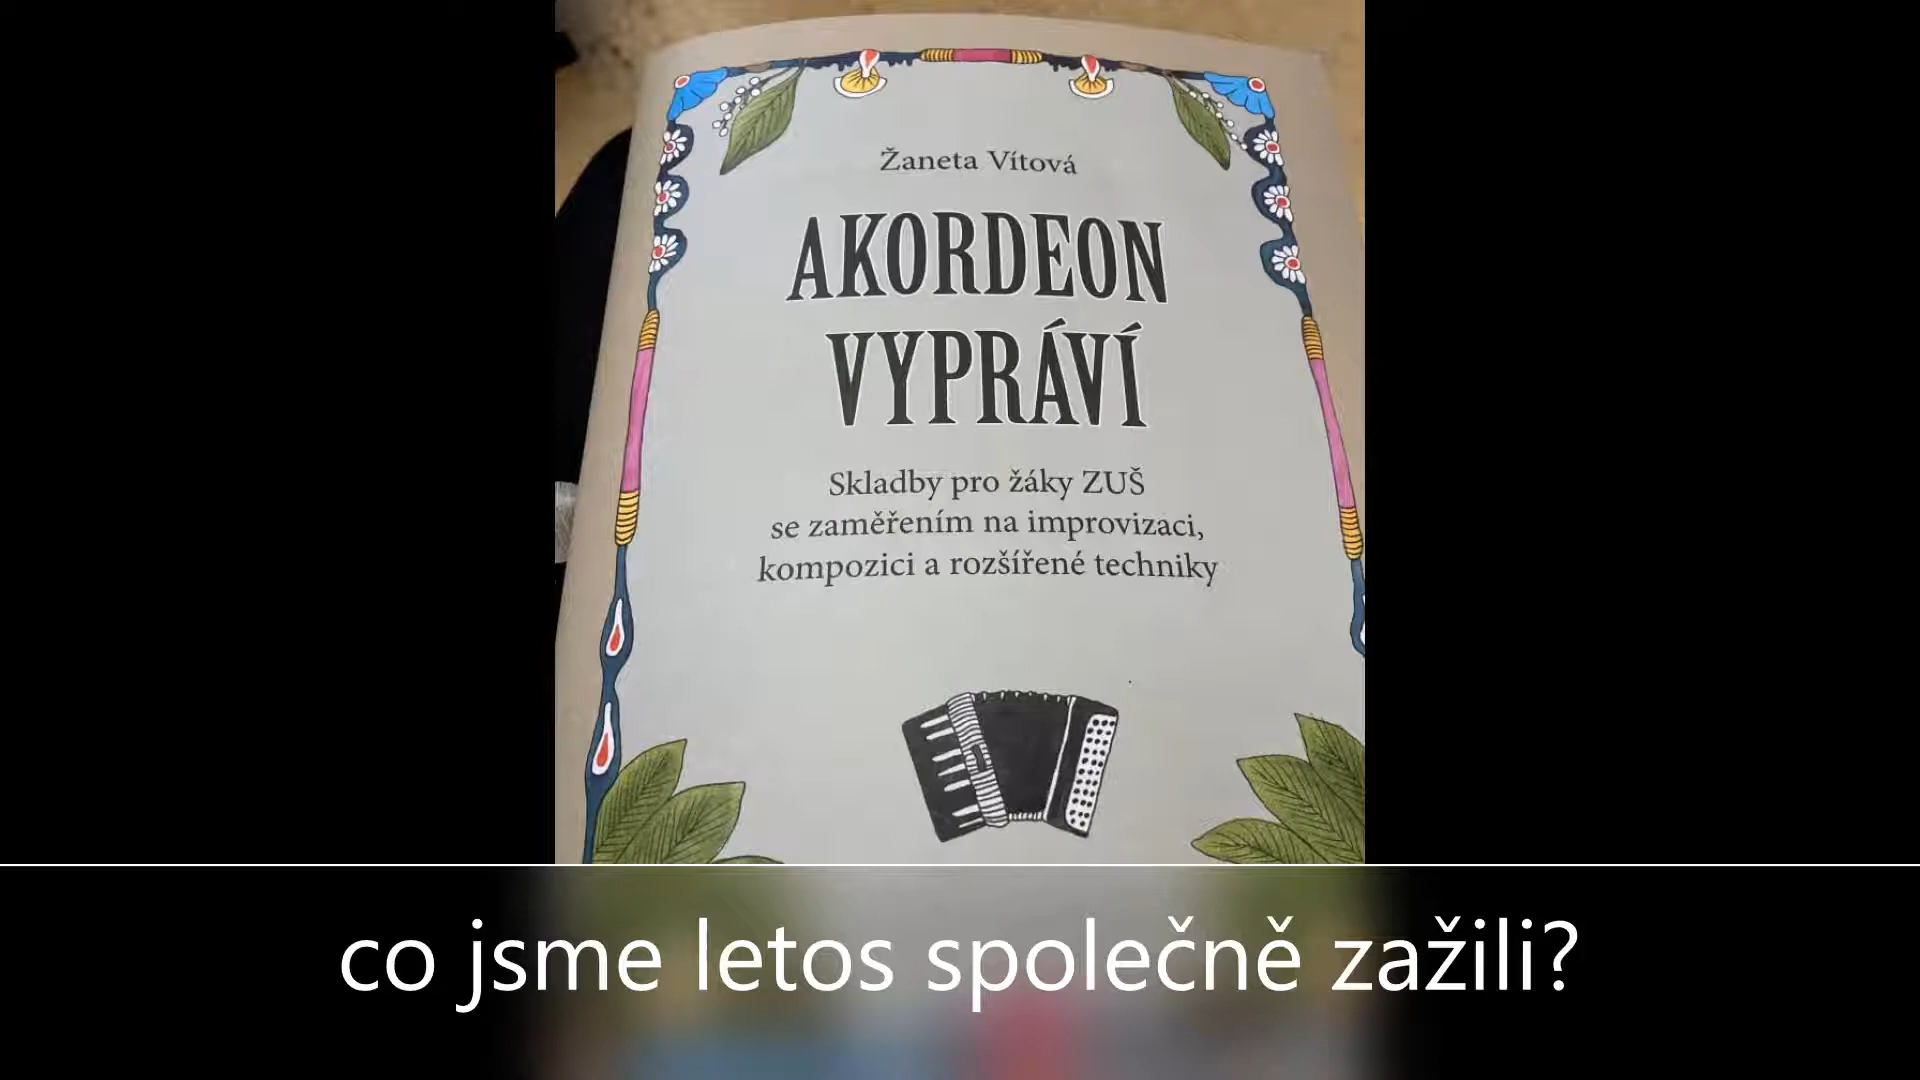 Žaneta Vítová
AKORDEON
VYPRÁVÍ
Skladby pro žáky ZUŠ
se zaměřením na improvizaci,
kompozici a rozšířené techniky
co jsme letos společně zažili?